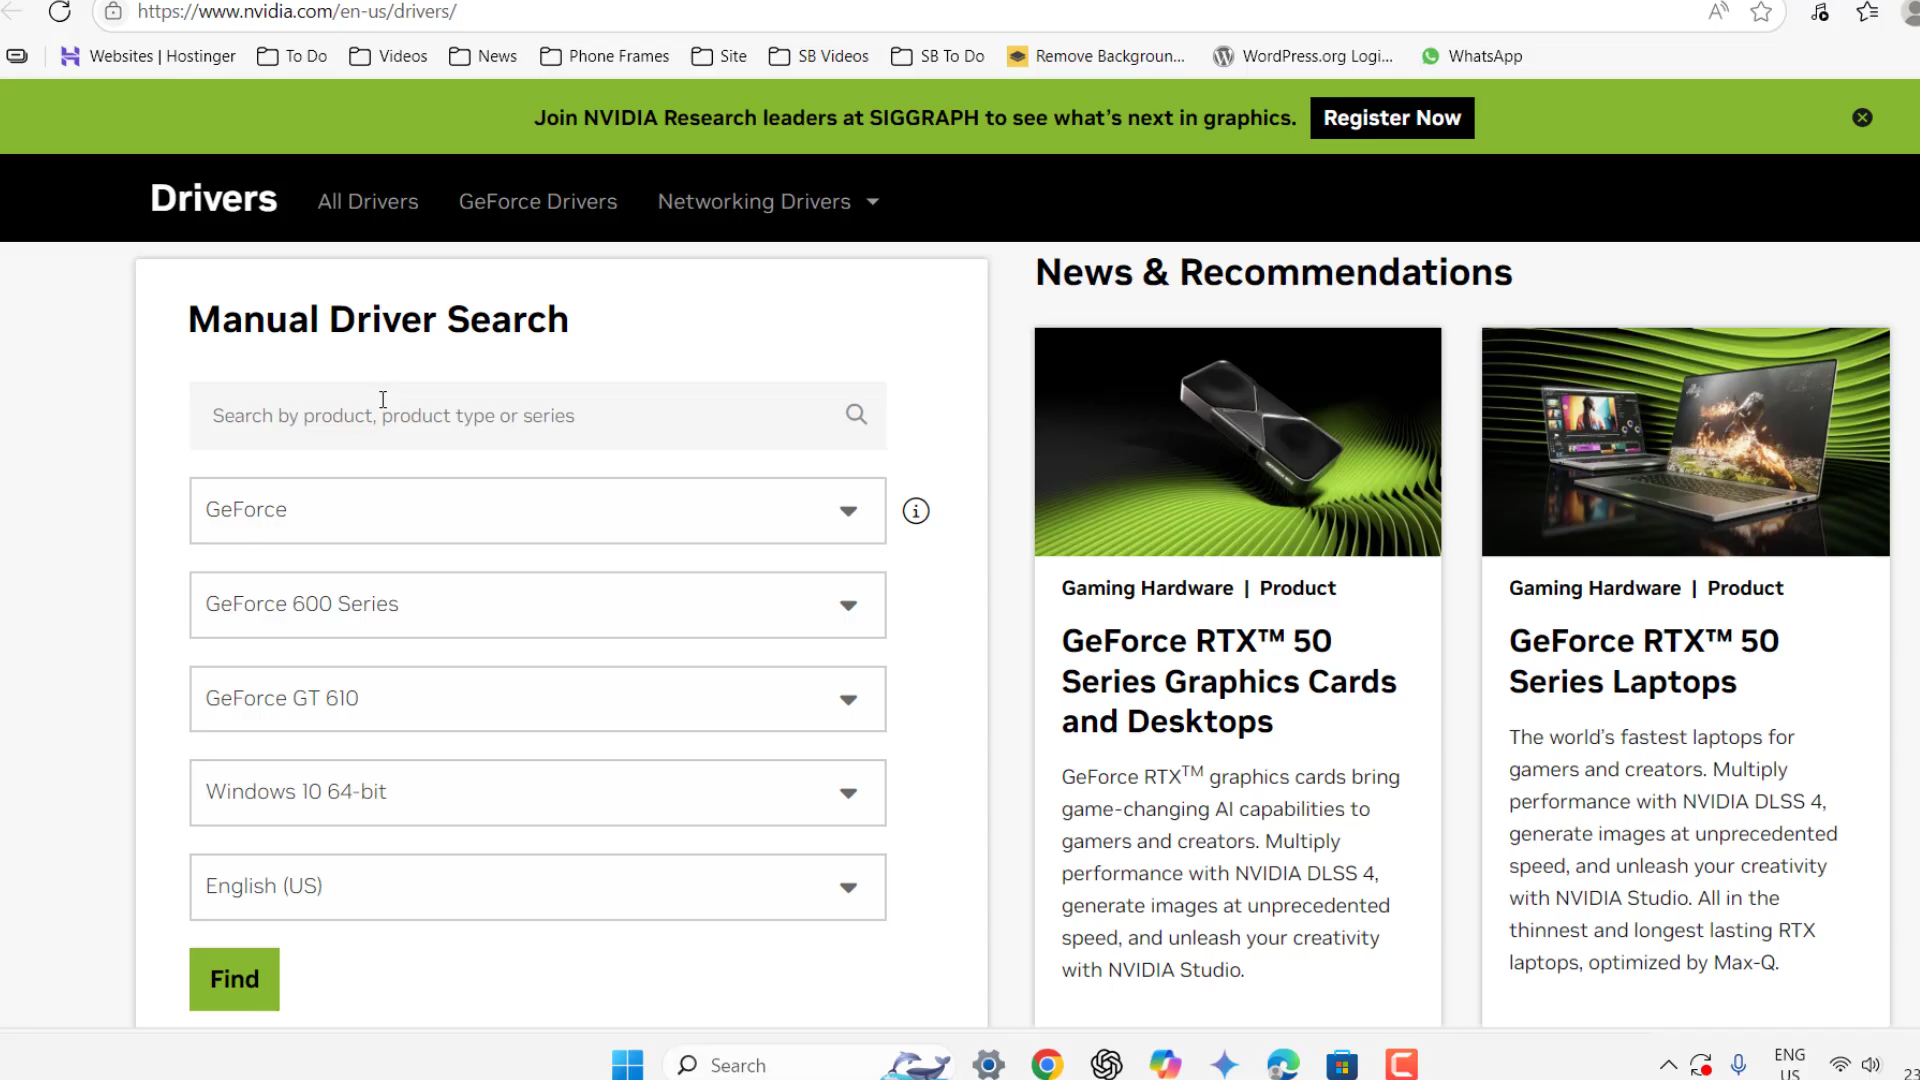 https://www.nvidia.com/en-us/drivers/
Websites | Hostinger
To Do
Videos
News
Phone Frames
Site
SB Videos
SB To Do
Remove Backgroun...
WordPress.org Logi...
WhatsApp
Join NVIDIA Research leaders at SIGGRAPH to see what's next in graphics.
Register Now
Drivers
All Drivers
GeForce Drivers
Networking Drivers
Manual Driver Search
Search by product, product type or series
GeForce
GeForce 600 Series
GeForce GT 610
Windows 10 64-bit
English (US)
Find
News & Recommendations
Gaming Hardware | Product
GeForce RTX™ 50
Series Graphics Cards
and Desktops
GeForce RTX™ graphics cards bring
game-changing AI capabilities to
gamers and creators. Multiply
performance with NVIDIA DLSS 4,
generate images at unprecedented
speed, and unleash your creativity
with NVIDIA Studio.
Gaming Hardware | Product
GeForce RTX™ 50
Series Laptops
The world's fastest laptops for
gamers and creators. Multiply
performance with NVIDIA DLSS 4,
generate images at unprecedented
speed, and unleash your creativity
with NVIDIA Studio. All in the
thinnest and longest lasting RTX
laptops, optimized by Max-Q.
Search
ENG
US
23